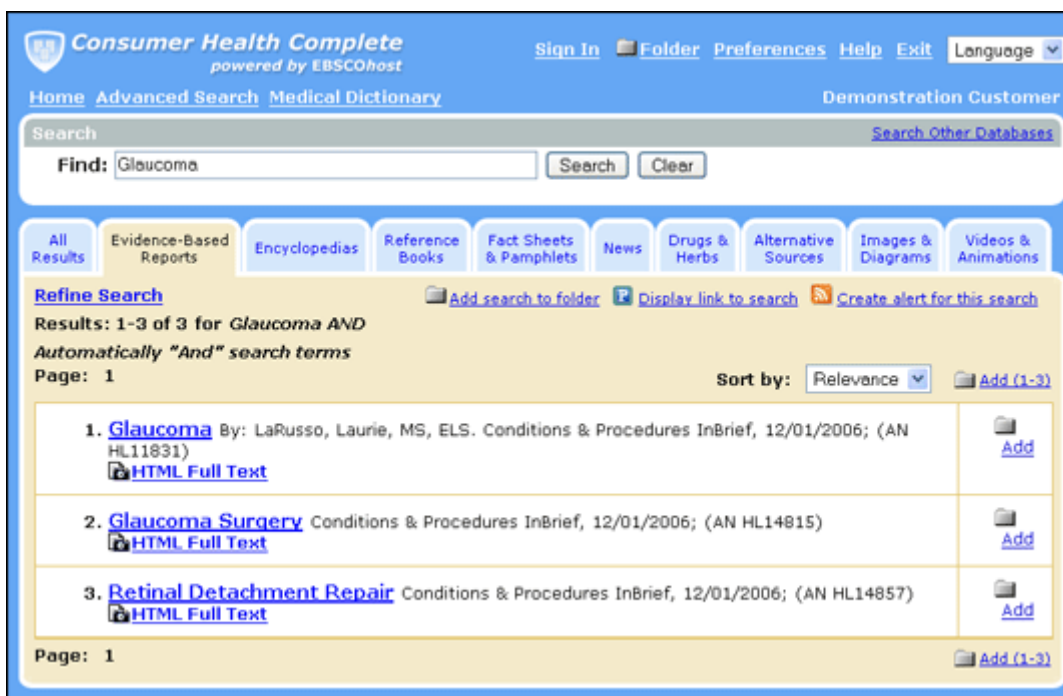 Consumer Health Complete
powered by EBSCOhost
Sign In Folder Preferences Help Exit Language
Home Advanced Search Medical Dictionary
Demonstration Customer
Search
Search Other Databases
Find: Glaucoma Search Clear
All Results
Evidence-Based Reports
Encyclopedias
Reference Books
Fact Sheets & Pamphlets
News
Drugs & Herbs
Alternative Sources
Images & Diagrams
Videos & Animations
Refine Search
Add search to folder Display link to search Create alert for this search
Results: 1-3 of 3 for Glaucoma AND
Automatically "And" search terms
Page: 1
Sort by: Relevance Add (1-3)
1. Glaucoma By: LaRusso, Laurie, MS, ELS. Conditions & Procedures InBrief, 12/01/2006; (AN
HL11831)
HTML Full Text
Add
2. Glaucoma Surgery Conditions & Procedures InBrief, 12/01/2006; (AN HL14815)
HTML Full Text
Add
3. Retinal Detachment Repair Conditions & Procedures InBrief, 12/01/2006; (AN HL14857)
HTML Full Text
Add
Page: 1
Add (1-3)